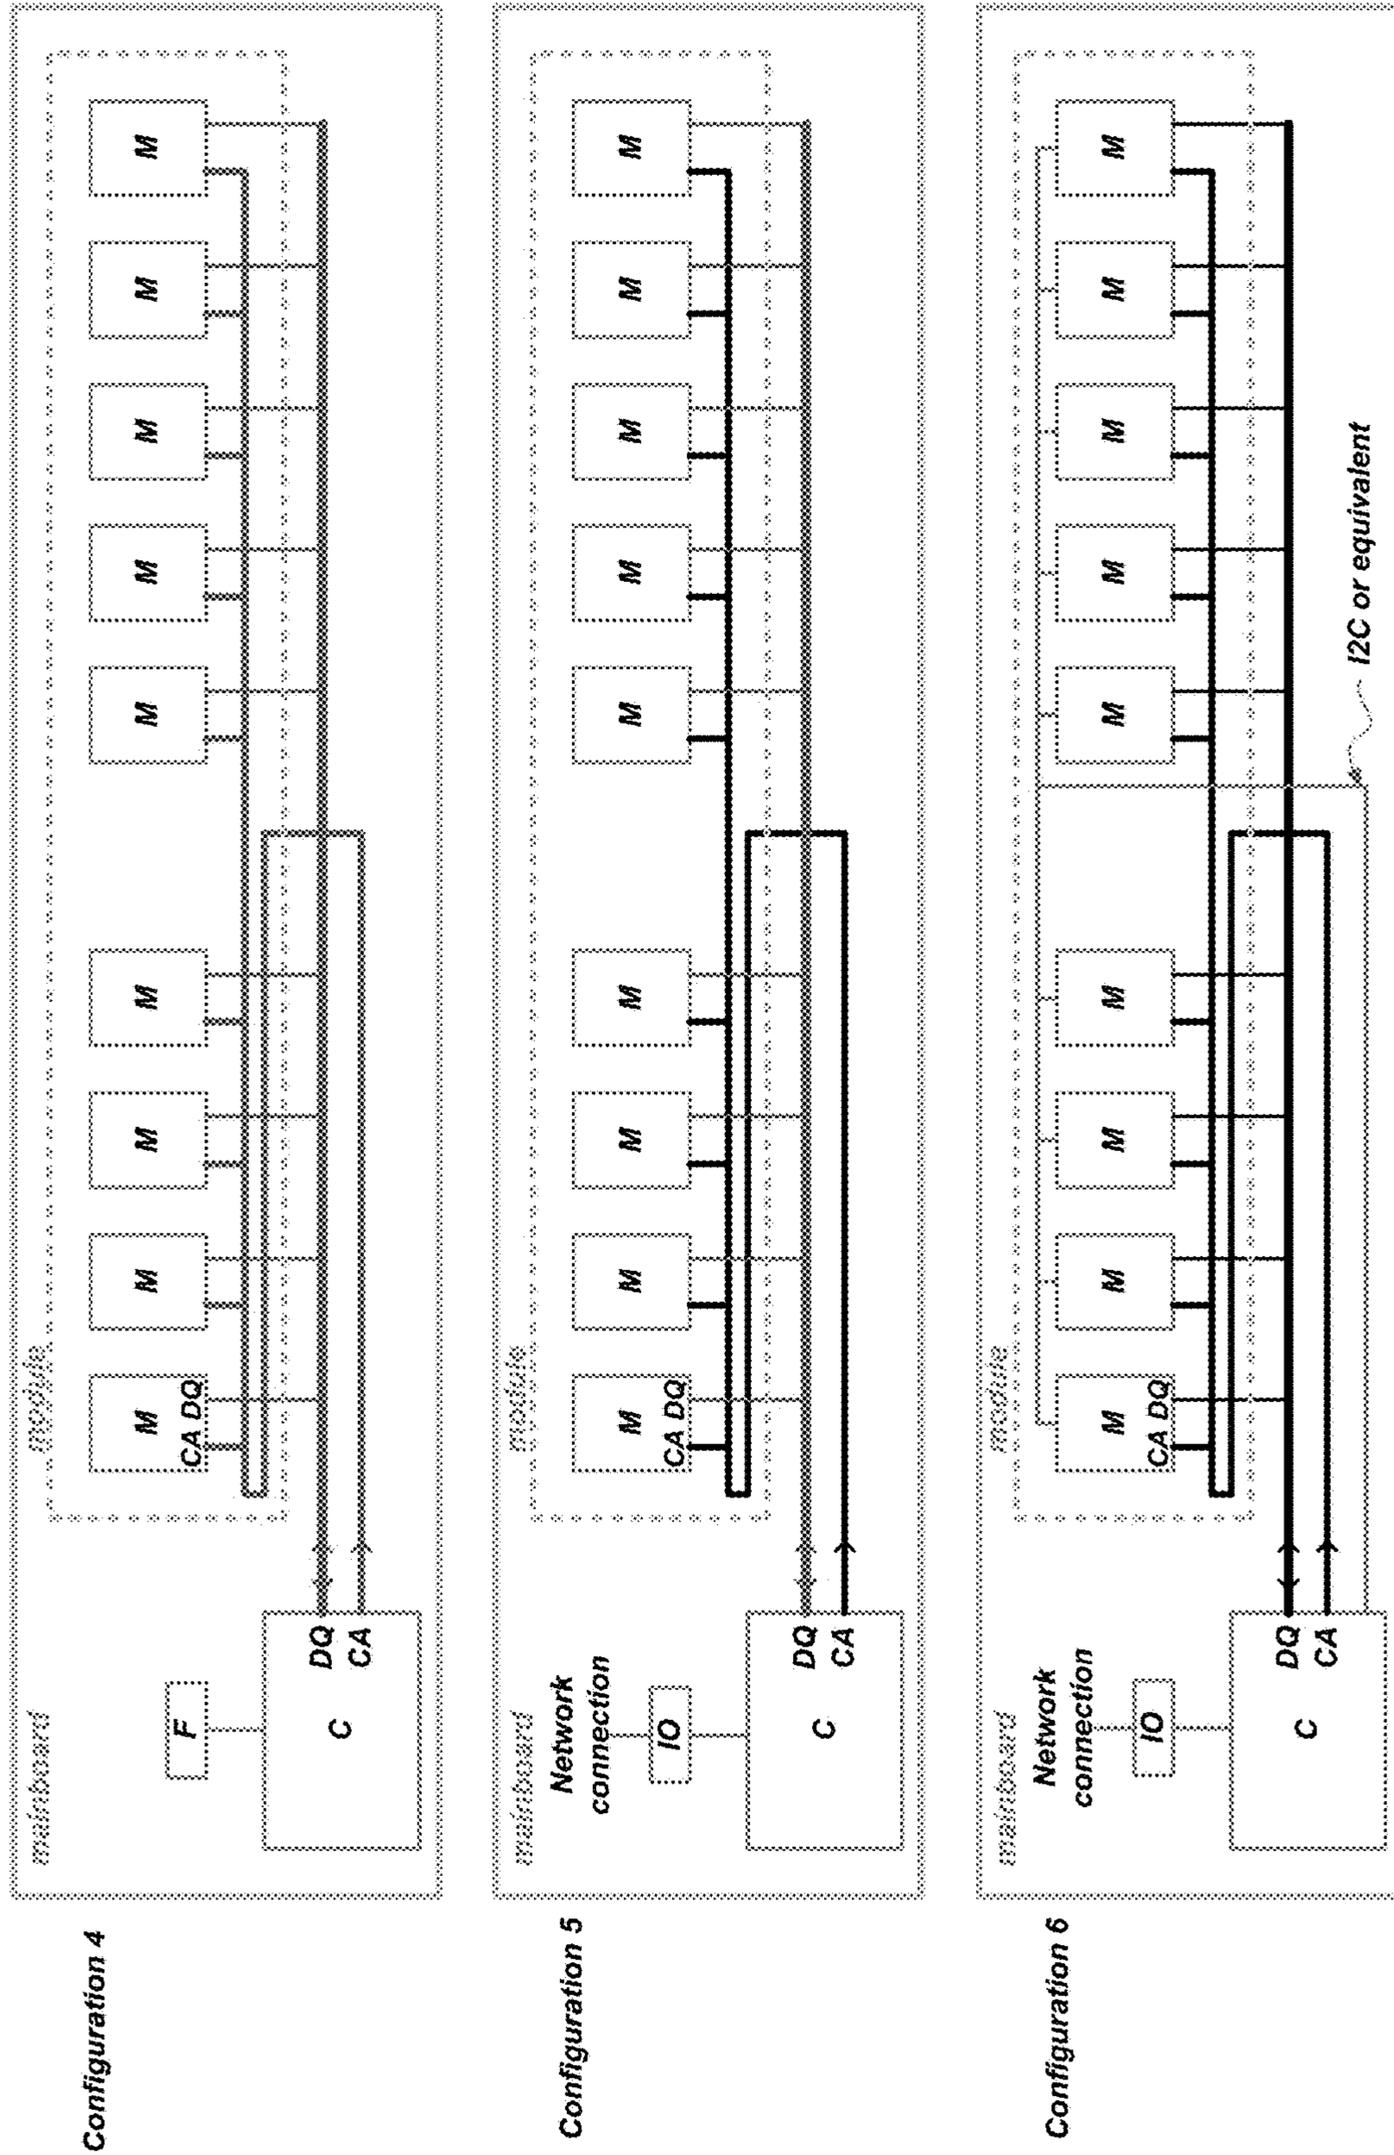 Configuration 4
mainboard
module
F
C
DQ
CA
M
CA DQ
M
M
M
M
M
M
M
M
Configuration 5
mainboard
module
Network
connection
IO
C
DQ
CA
M
CA DQ
M
M
M
M
M
M
M
M
Configuration 6
mainboard
module
Network
connection
IO
C
DQ
CA
M
CA DQ
M
M
M
M
M
M
M
M
I2C or equivalent